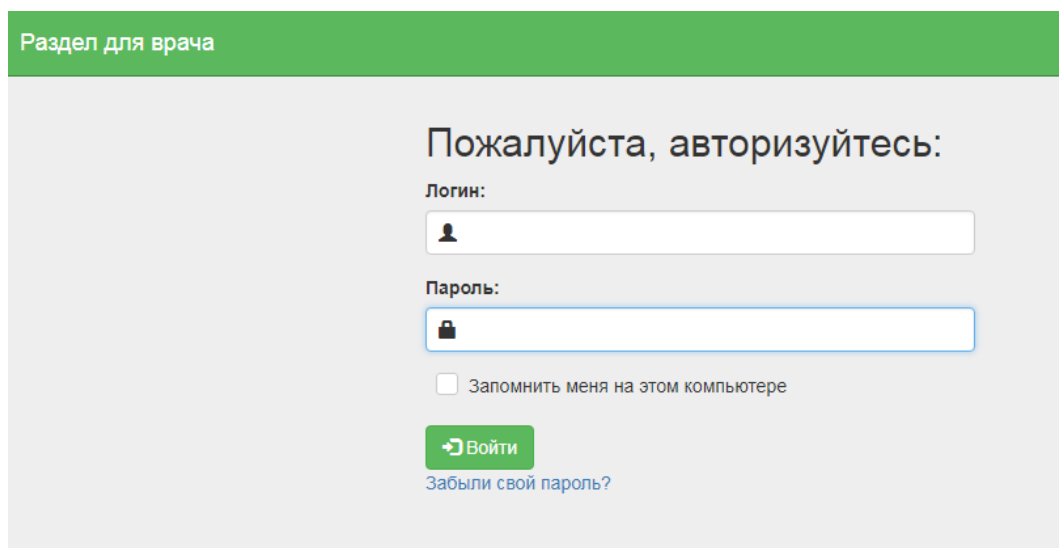 Раздел для врача
Пожалуйста, авторизуйтесь:
Логин:
Пароль:
Запомнить меня на этом компьютере
Войти
Забыли свой пароль?